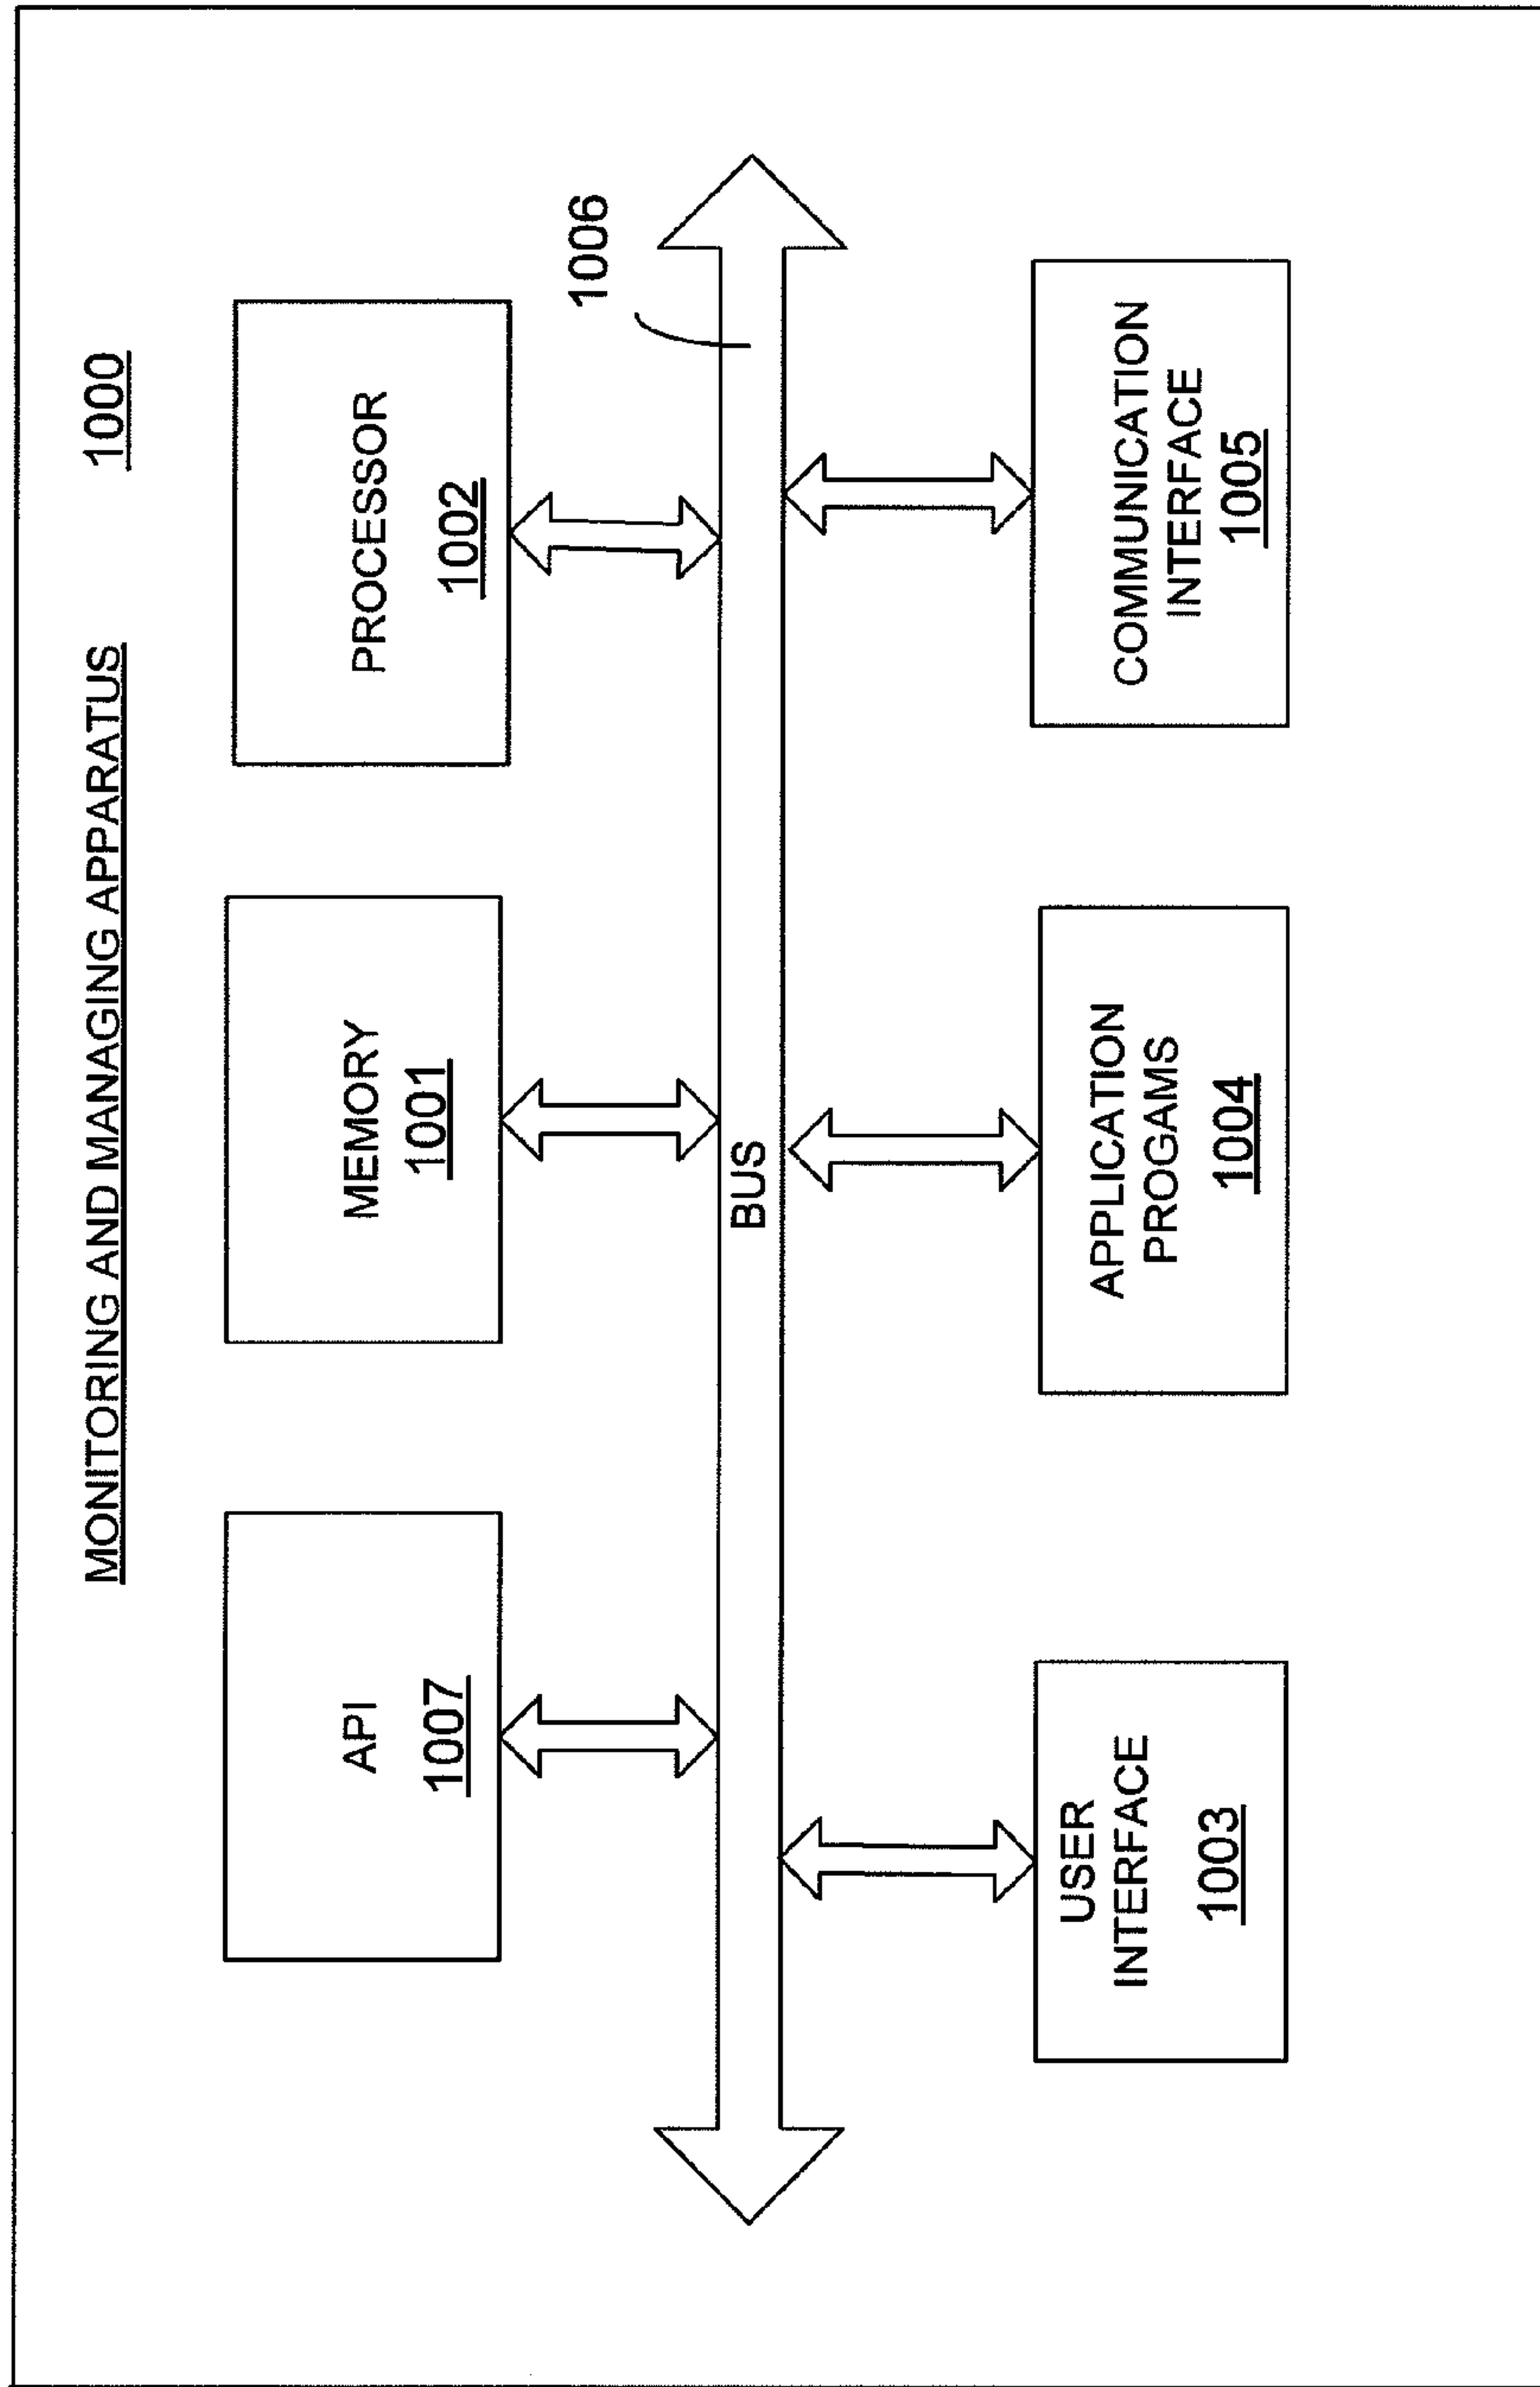 MONITORING AND MANAGING APPARATUS 1000
API
1007
MEMORY
1001
PROCESSOR
1002
1006
BUS
USER
INTERFACE
1003
APPLICATION
PROGAMS
1004
COMMUNICATION
INTERFACE
1005